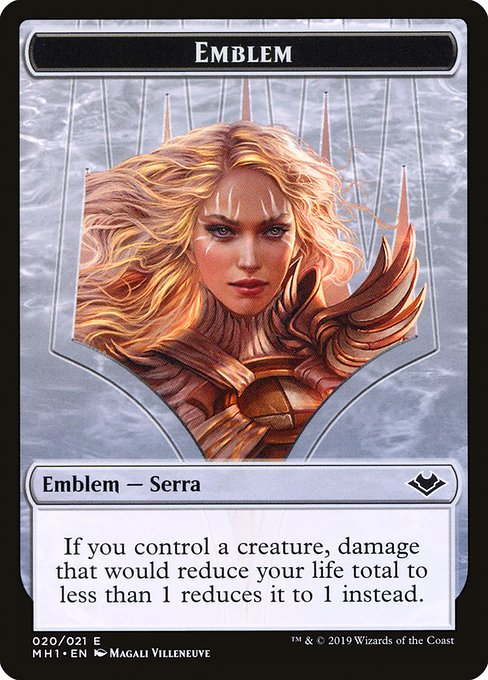 Emblem
Emblem — Serra
If you control a creature, damage
that would reduce your life total to
less than 1 reduces it to 1 instead.
020/021 E
MH1 • EN Magali Villeneuve
™ & © 2019 Wizards of the Coast